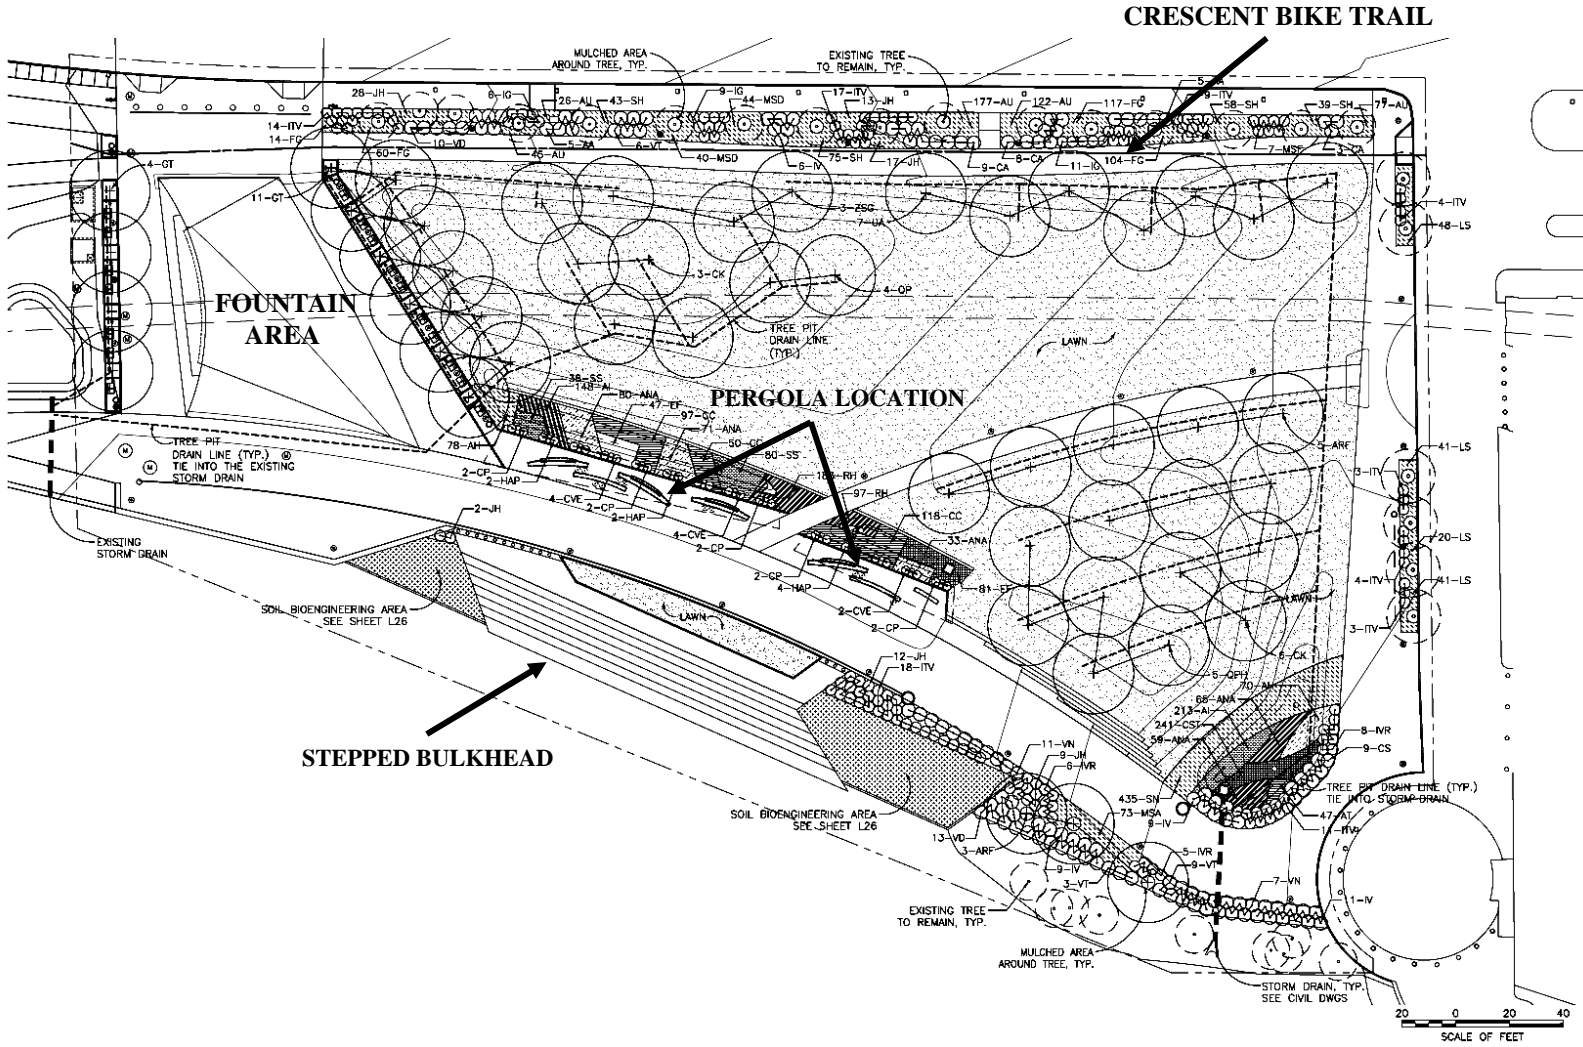 CRESCENT BIKE TRAIL
MULCHED AREA
AROUND TREE, TYP.
EXISTING TREE
TO REMAIN, TYP.
28-JH
6-IG
26-AU
43-SH
9-IG
44-MSD
17-ITV
13-JH
177-AU
122-AU
117-FG
9-ITV
58-SH
39-SH
77-AU
14-ITV
14-FG
60-FG
10-VD
5-AA
6-VT
40-MSD
6-IV
75-SH
17-JH
9-CA
8-CA
11-IG
104-FG
7-MSF
3-CA
4-GT
11-GT
3-ZSG
7-UA
4-ITV
48-LS
3-CK
4-QP
FOUNTAIN
AREA
TREE PIT
DRAIN LINE
(TYP.)
LAWN
38-SS
148-AI
80-ANA
47-EF
97-CC
71-ANA
50-CC
80-SS
PERGOLA LOCATION
78-AH
TREE PIT
DRAIN LINE (TYP.)
TIE INTO THE EXISTING
STORM DRAIN
2-CP
2-HAP
4-CVE
2-CP
2-HAP
4-CVE
2-CP
97-RH
118-CC
33-ANA
5-ARF
41-LS
3-ITV
20-LS
4-ITV
41-LS
3-ITV
2-JH
EXISTING
STORM DRAIN
2-CP
4-HAP
2-CVE
2-CP
81-EF
LAWN
SOIL BIOENGINEERING AREA
SEE SHEET L26
LAWN
12-JH
18-ITV
6-CK
5-QPH
70-AH
65-ANA
213-AI
241-CST
59-ANA
8-IVR
9-CS
STEPPED BULKHEAD
11-VN
9-JH
6-IVR
TREE PIT DRAIN LINE (TYP.)
TIE INTO STORM DRAIN
435-SN
73-MSA
9-IV
47-AT
11-ITV
SOIL BIOENGINEERING AREA
SEE SHEET L26
13-VD
3-ARF
9-IV
3-VT
5-IVR
9-VT
7-VN
11-IV
EXISTING TREE
TO REMAIN, TYP.
MULCHED AREA
AROUND TREE, TYP.
STORM DRAIN, TYP.
SEE CIVIL DWGS
20 0 20 40
SCALE OF FEET